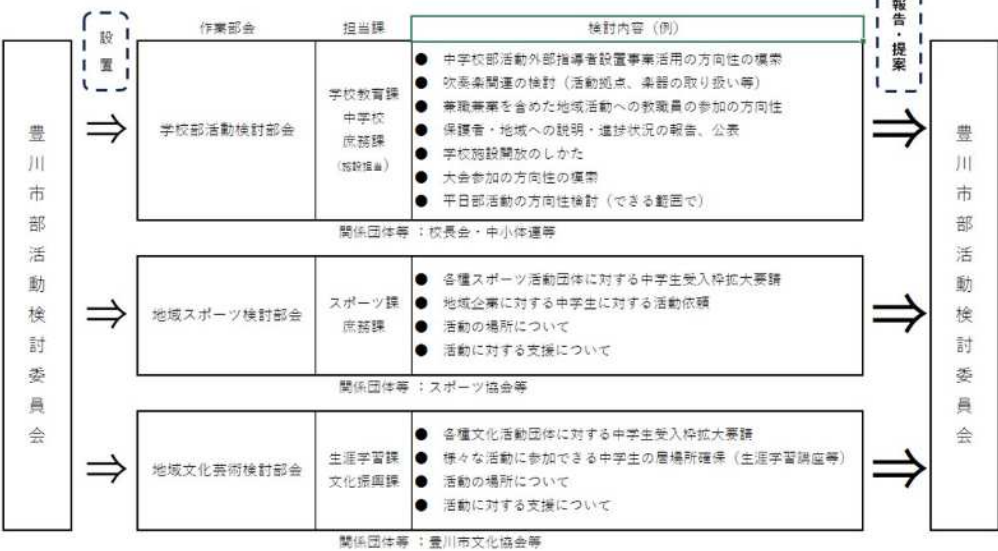 設置
報告・提案
作業部会 担当課 検討内容（例）
豊川市部活動検討委員会
学校部活動検討部会
学校教育課
中学校
庶務課
（施設担当）
● 中学校部活動外部指導者設置事業活用の方向性の模索
● 吹奏楽関連の検討（活動拠点、楽器の取り扱い等）
● 兼職兼業を含めた地域活動への教職員の参加の方向性
● 保護者・地域への説明・進捗状況の報告、公表
● 学校施設開放のしかた
● 大会参加の方向性の模索
● 平日部活動の方向性検討（できる範囲で）
関係団体等 ：校長会・中小体連等
地域スポーツ検討部会
スポーツ課
庶務課
● 各種スポーツ活動団体に対する中学生受入枠拡大要請
● 地域企業に対する中学生に対する活動依頼
● 活動の場所について
● 活動に対する支援について
関係団体等 ：スポーツ協会等
地域文化芸術検討部会
生涯学習課
文化振興課
● 各種文化活動団体に対する中学生受入枠拡大要請
● 様々な活動に参加できる中学生の居場所確保（生涯学習講座等）
● 活動の場所について
● 活動に対する支援について
関係団体等 ：豊川市文化協会等
豊川市部活動検討委員会